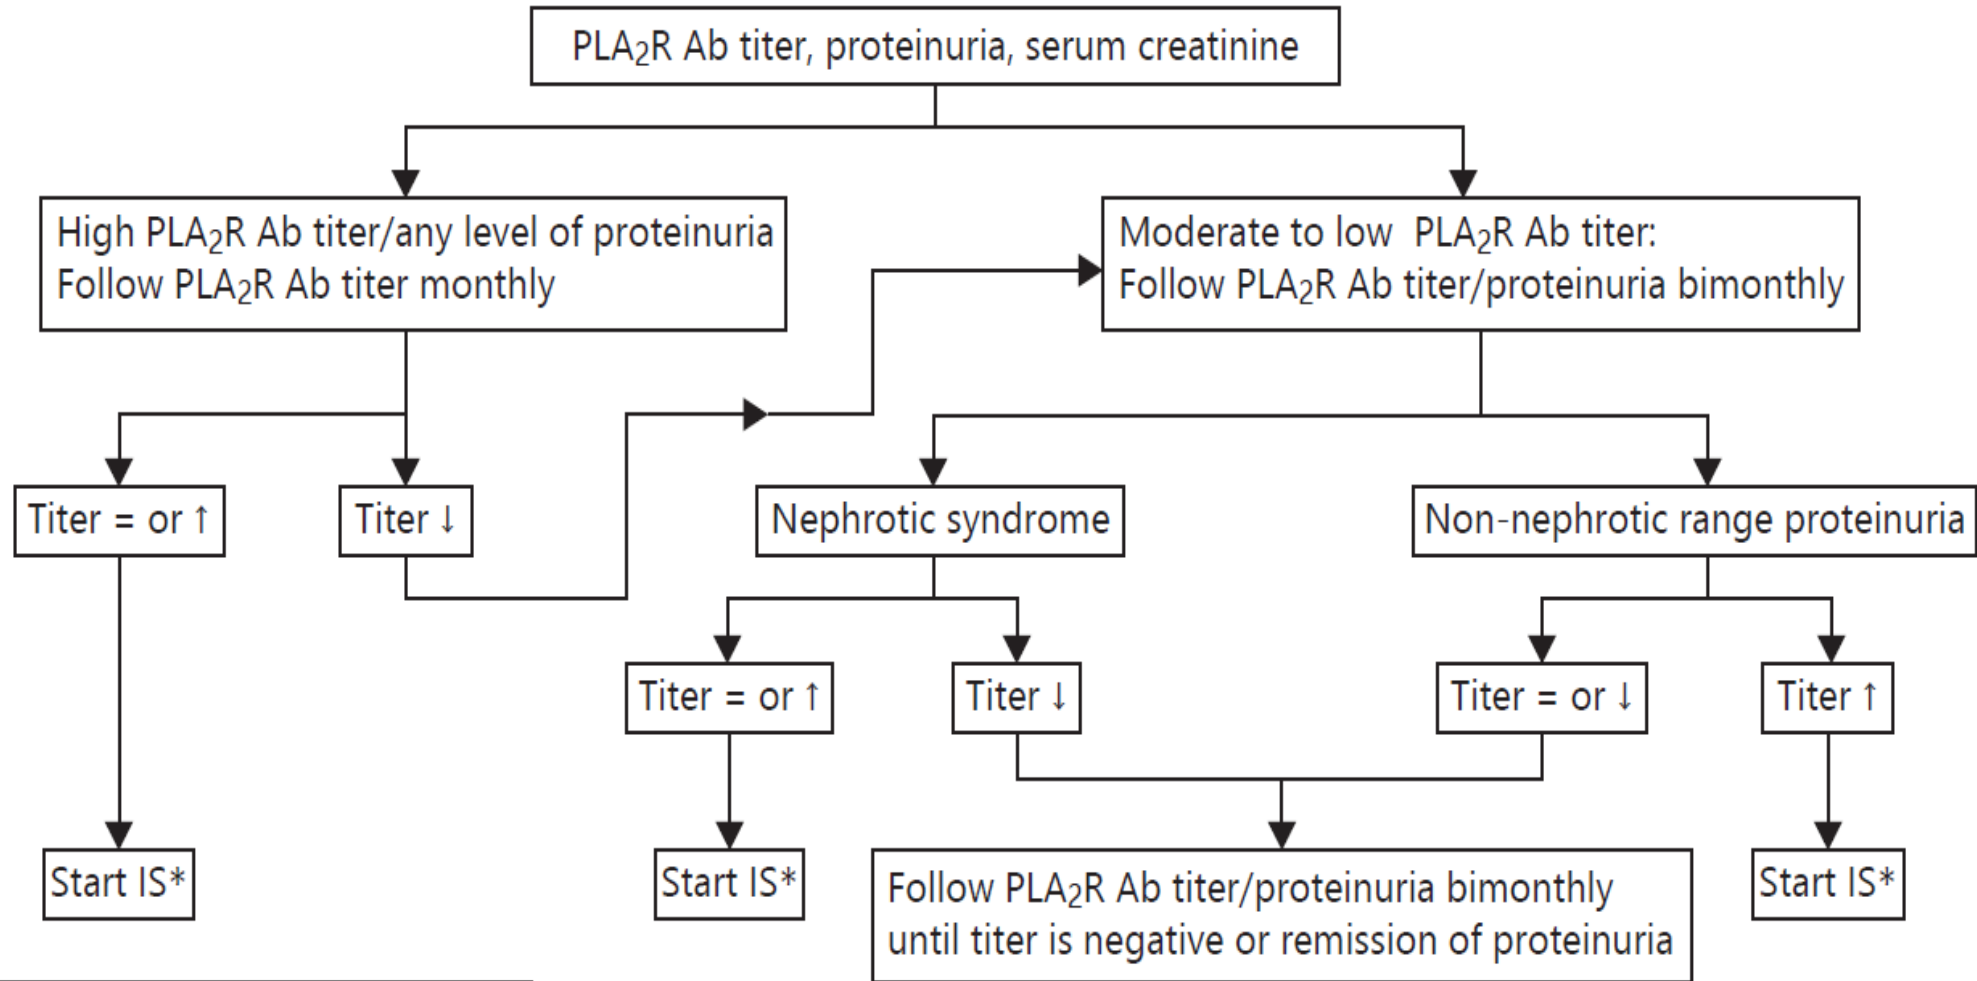 PLA₂R Ab titer, proteinuria, serum creatinine
High PLA₂R Ab titer/any level of proteinuria
Follow PLA₂R Ab titer monthly
Moderate to low PLA₂R Ab titer:
Follow PLA₂R Ab titer/proteinuria bimonthly
Titer = or ↑
Titer ↓
Nephrotic syndrome
Non-nephrotic range proteinuria
Titer = or ↑
Titer ↓
Titer = or ↓
Titer ↑
Start IS*
Start IS*
Follow PLA₂R Ab titer/proteinuria bimonthly
until titer is negative or remission of proteinuria
Start IS*